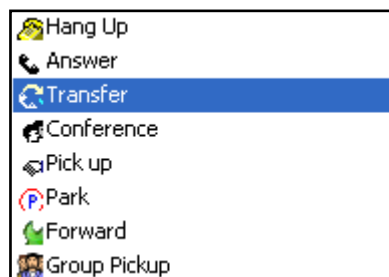 Hang Up
Answer
Transfer
Conference
Pick up
Park
Forward
Group Pickup